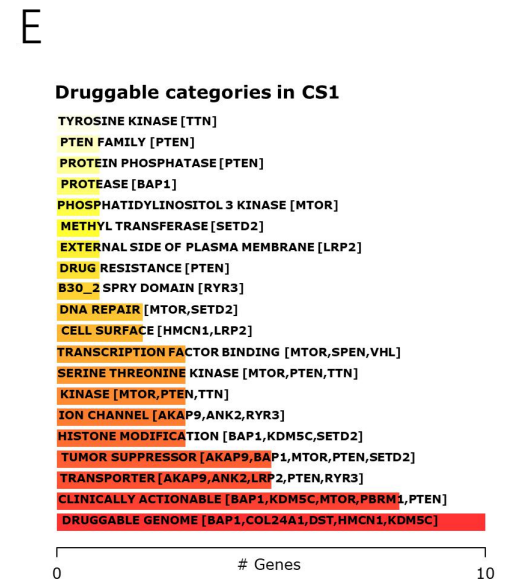 E
Druggable categories in CS1
TYROSINE KINASE [TTN]
PTEN FAMILY [PTEN]
PROTEIN PHOSPHATASE [PTEN]
PROTEASE [BAP1]
PHOSPHATIDYLINOSITOL 3 KINASE [MTOR]
METHYL TRANSFERASE [SETD2]
EXTERNAL SIDE OF PLASMA MEMBRANE [LRP2]
DRUG RESISTANCE [PTEN]
B30_2 SPRY DOMAIN [RYR3]
DNA REPAIR [MTOR,SETD2]
CELL SURFACE [HMCN1,LRP2]
TRANSCRIPTION FACTOR BINDING [MTOR,SPEN,VHL]
SERINE THREONINE KINASE [MTOR,PTEN,TTN]
KINASE [MTOR,PTEN,TTN]
ION CHANNEL [AKAP9,ANK2,RYR3]
HISTONE MODIFICATION [BAP1,KDM5C,SETD2]
TUMOR SUPPRESSOR [AKAP9,BAP1,MTOR,PTEN,SETD2]
TRANSPORTER [AKAP9,ANK2,LRP2,PTEN,RYR3]
CLINICALLY ACTIONABLE [BAP1,KDM5C,MTOR,PBRM1,PTEN]
DRUGGABLE GENOME [BAP1,COL24A1,DST,HMCN1,KDM5C]
0 # Genes 10